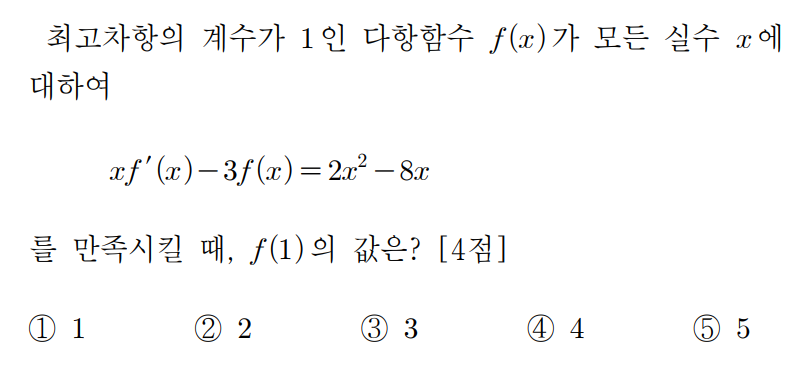 최고차항의 계수가 1인 다항함수 f(x)가 모든 실수 x에
대하여
xf′(x)−3f(x)=2x²−8x
를 만족시킬 때, f(1)의 값은? [4점]
① 1 ② 2 ③ 3 ④ 4 ⑤ 5